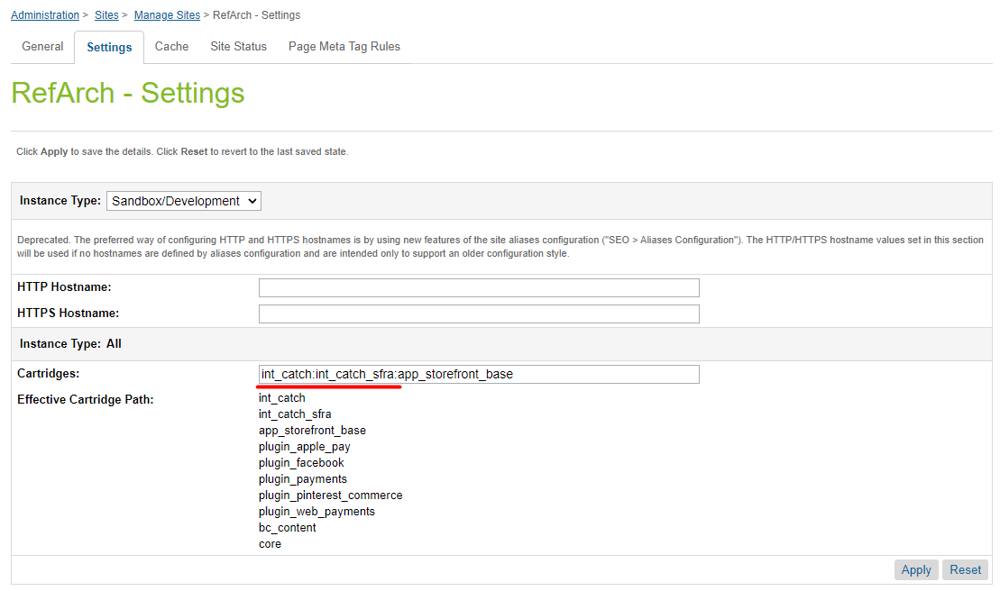 Administration > Sites > Manage Sites > RefArch - Settings
General Settings Cache Site Status Page Meta Tag Rules
RefArch - Settings
Click Apply to save the details. Click Reset to revert to the last saved state.
Instance Type: Sandbox/Development
Deprecated. The preferred way of configuring HTTP and HTTPS hostnames is by using new features of the site aliases configuration ("SEO > Aliases Configuration"). The HTTP/HTTPS hostname values set in this section
will be used if no hostnames are defined by aliases configuration and are intended only to support an older configuration style.
HTTP Hostname:
HTTPS Hostname:
Instance Type: All
Cartridges: int_catch:int_catch_sfra:app_storefront_base
Effective Cartridge Path: int_catch
int_catch_sfra
app_storefront_base
plugin_apple_pay
plugin_facebook
plugin_payments
plugin_pinterest_commerce
plugin_web_payments
bc_content
core
Apply Reset